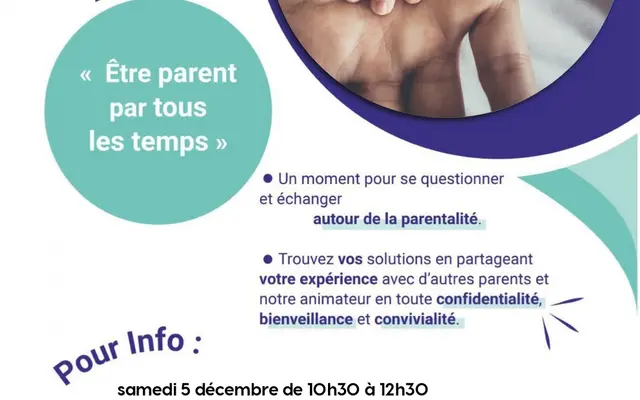 « Être parent
par tous
les temps »
● Un moment pour se questionner
et échanger
autour de la parentalité.
● Trouvez vos solutions en partageant
votre expérience avec d'autres parents et
notre animateur en toute confidentialité,
bienveillance et convivialité.
Pour Info :
samedi 5 décembre de 10h30 à 12h30